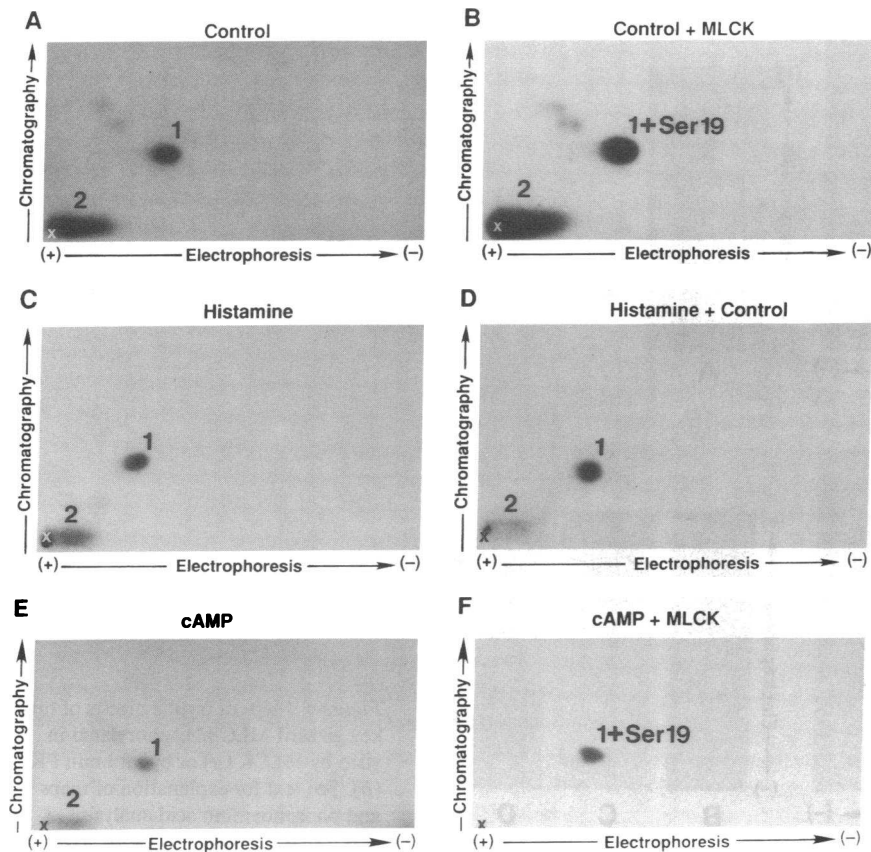 A
Control
Chromatography
1
2
x
(+) Electrophoresis (−)
B
Control + MLCK
Chromatography
1+Ser19
2
x
(+) Electrophoresis (−)
C
Histamine
Chromatography
1
2
x
(+) Electrophoresis (−)
D
Histamine + Control
Chromatography
1
2
x
(+) Electrophoresis (−)
E
cAMP
Chromatography
1
2
x
(+) Electrophoresis (−)
F
cAMP + MLCK
Chromatography
1+Ser19
x
(+) Electrophoresis (−)